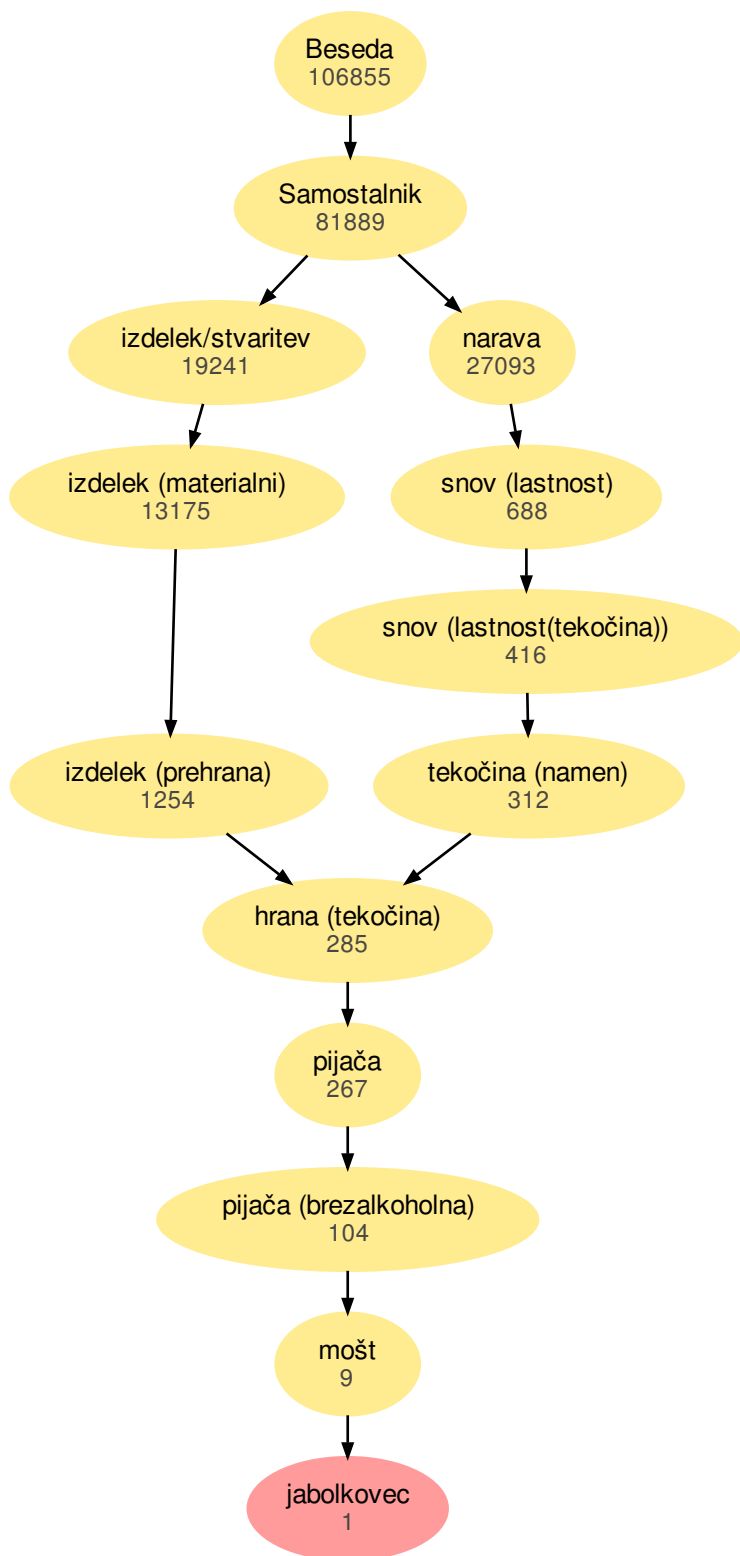 Beseda
106855
Samostalnik
81889
izdelek/stvaritev
19241
narava
27093
izdelek (materialni)
13175
snov (lastnost)
688
snov (lastnost(tekočina))
416
izdelek (prehrana)
1254
tekočina (namen)
312
hrana (tekočina)
285
pijača
267
pijača (brezalkoholna)
104
mošt
9
jabolkovec
1